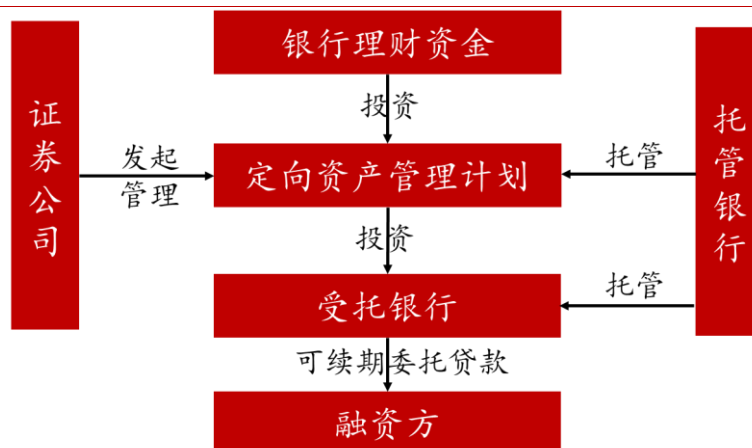 银行理财资金
投资
证券公司
发起
管理
定向资产管理计划
托管
托管银行
投资
受托银行
托管
可续期委托贷款
融资方